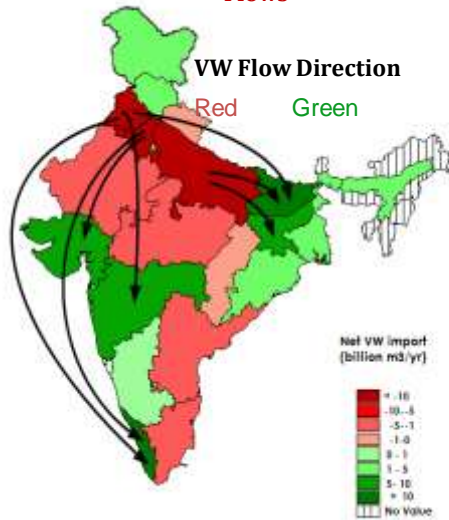 VW Flow Direction
Red Green
Net VW import
(billion m3/yr)
< -10
-10--5
-5--1
-1-0
0 - 1
1 - 5
5- 10
> 10
No Value